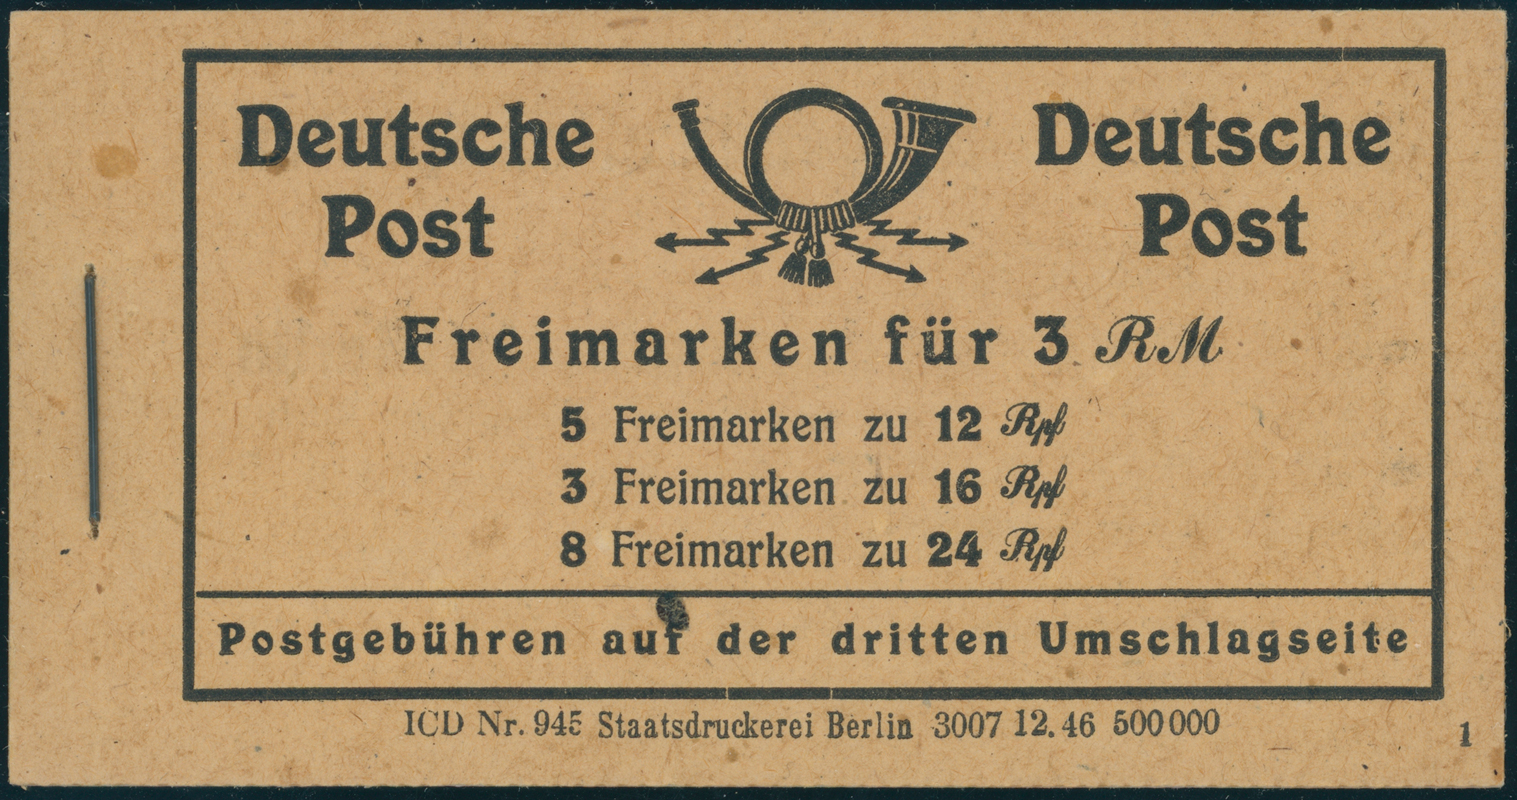 Deutsche Post
Deutsche Post
Freimarken für 3 RM
5 Freimarken zu 12 Rpf
3 Freimarken zu 16 Rpf
8 Freimarken zu 24 Rpf
Postgebühren auf der dritten Umschlagseite
ICD Nr. 945 Staatsdruckerei Berlin 3007 12.46 500000
1